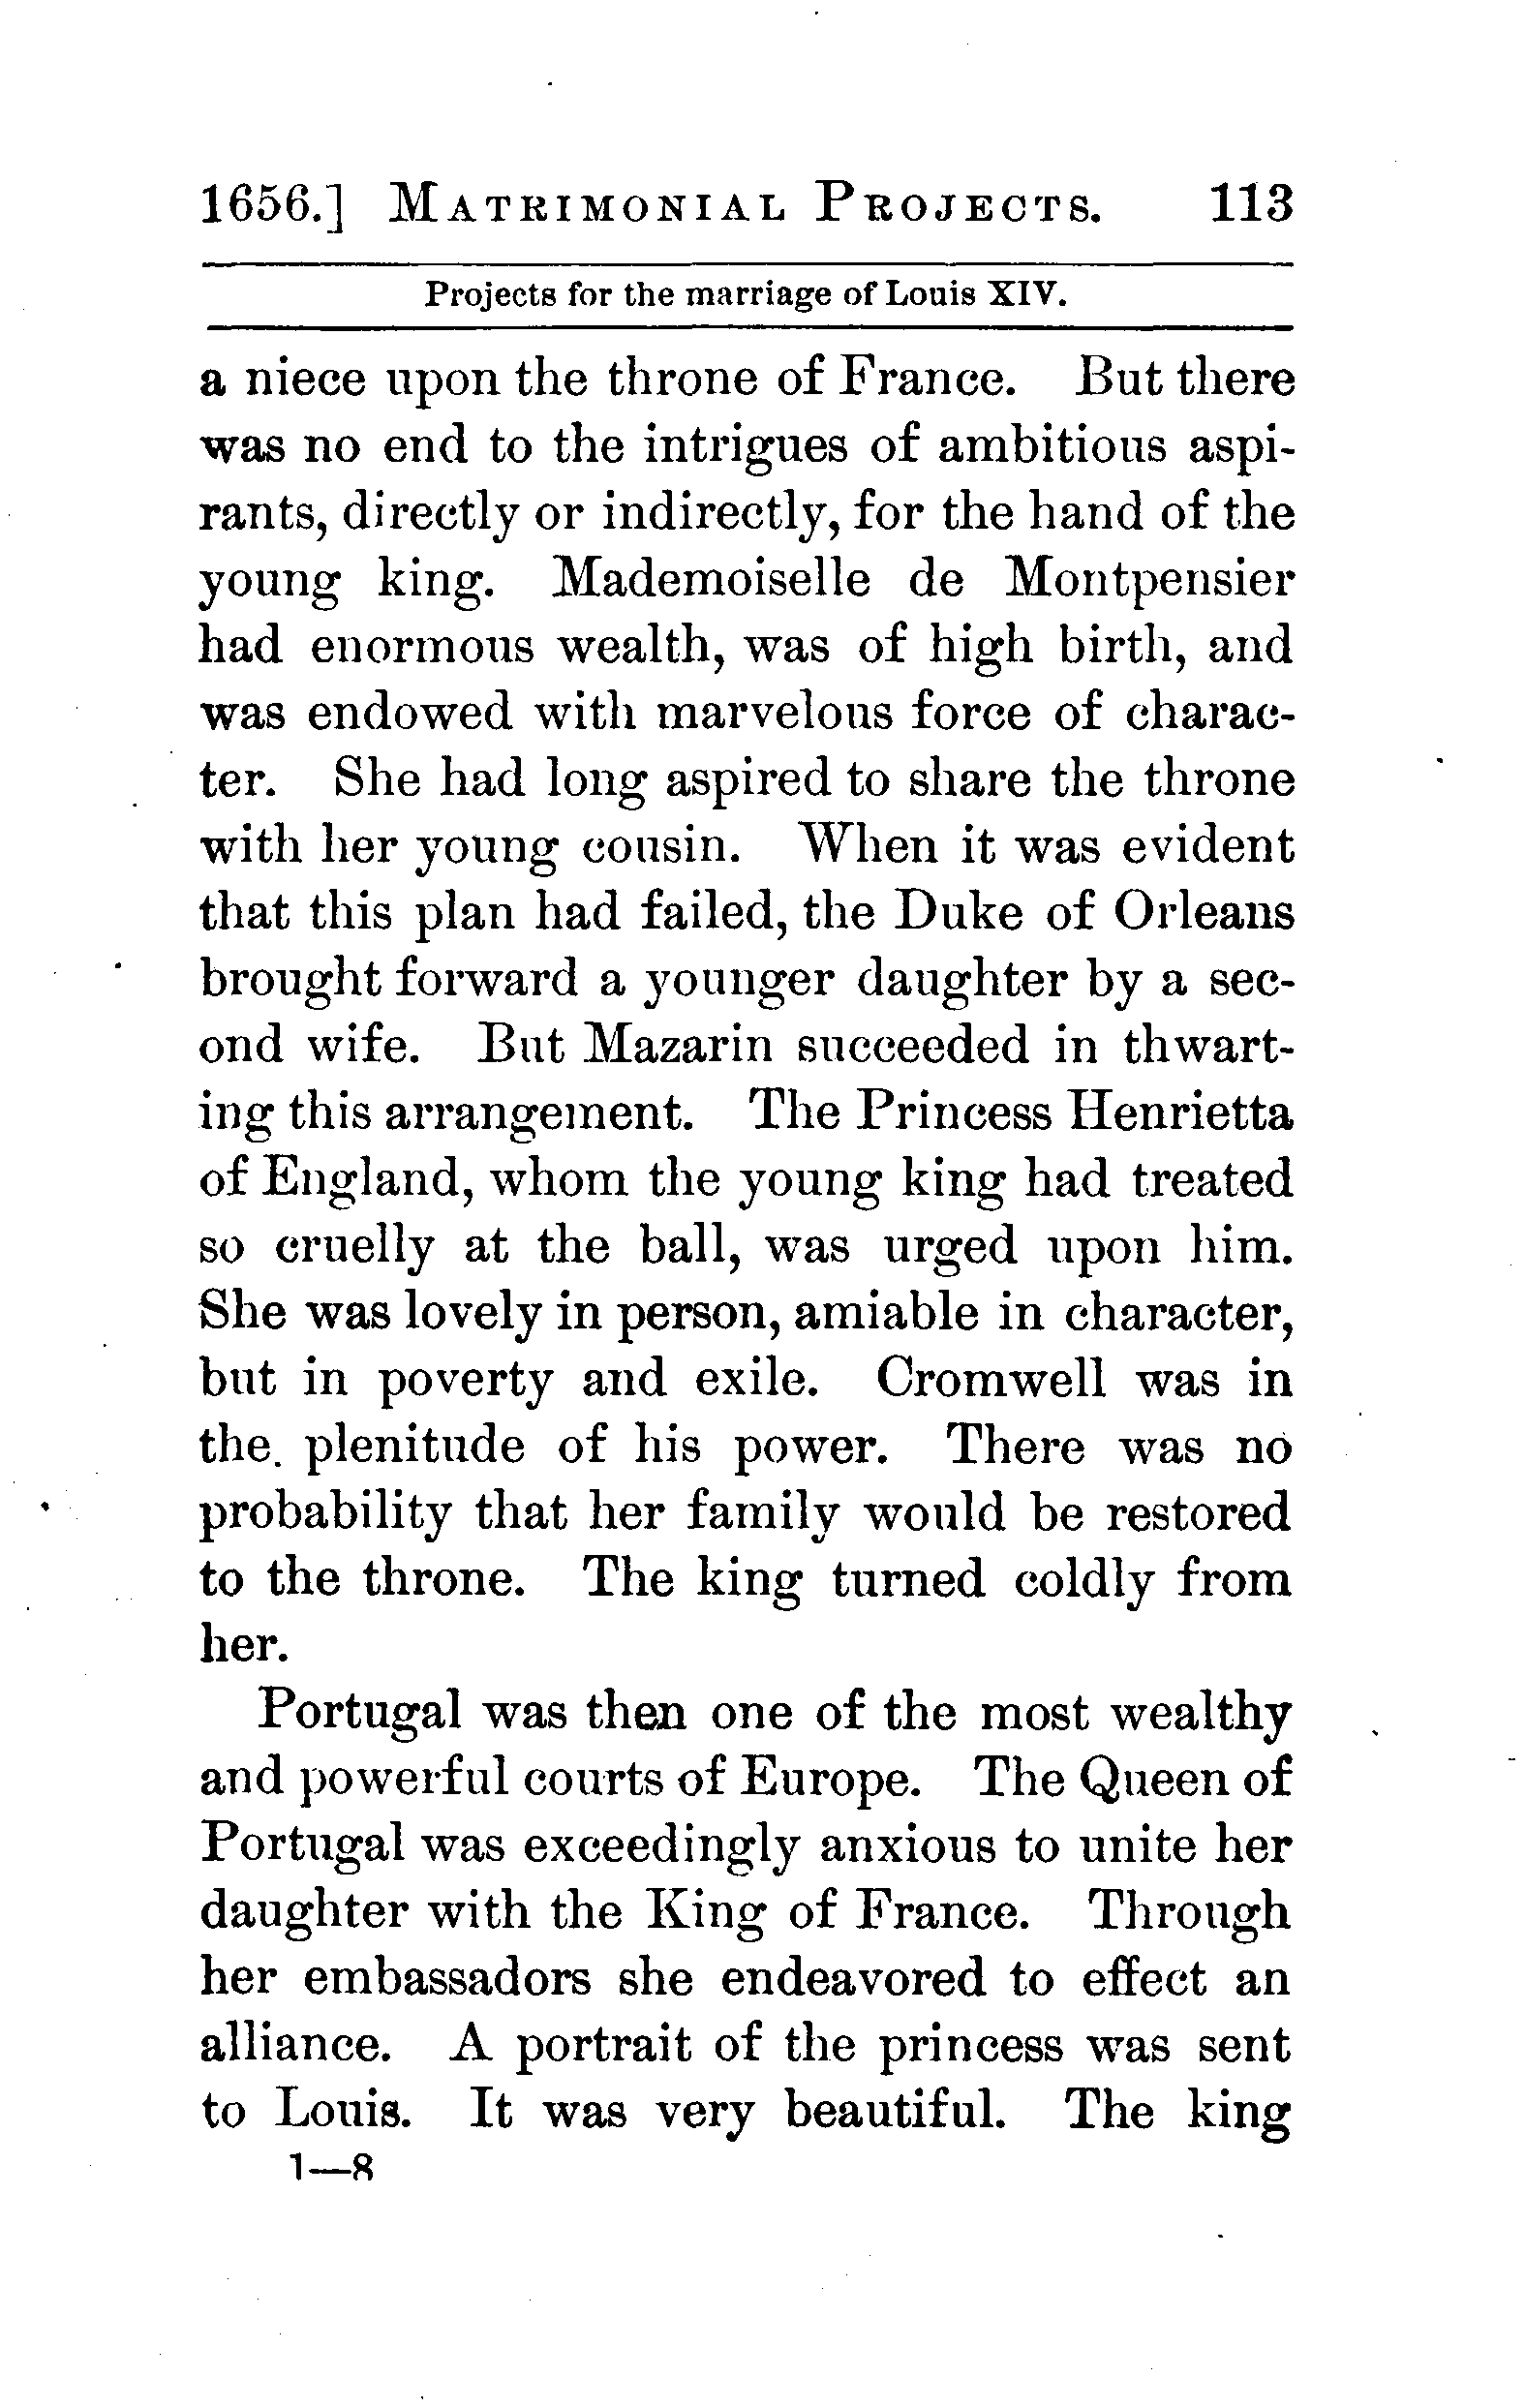 1656.] MATRIMONIAL PROJECTS. 113
Projects for the marriage of Louis XIV.
a niece upon the throne of France. But there
was no end to the intrigues of ambitious aspi-
rants, directly or indirectly, for the hand of the
young king. Mademoiselle de Montpensier
had enormous wealth, was of high birth, and
was endowed with marvelous force of charac-
ter. She had long aspired to share the throne
with her young cousin. When it was evident
that this plan had failed, the Duke of Orleans
brought forward a younger daughter by a sec-
ond wife. But Mazarin succeeded in thwart-
ing this arrangement. The Princess Henrietta
of England, whom the young king had treated
so cruelly at the ball, was urged upon him.
She was lovely in person, amiable in character,
but in poverty and exile. Cromwell was in
the plenitude of his power. There was no
probability that her family would be restored
to the throne. The king turned coldly from
her.
Portugal was then one of the most wealthy
and powerful courts of Europe. The Queen of
Portugal was exceedingly anxious to unite her
daughter with the King of France. Through
her embassadors she endeavored to effect an
alliance. A portrait of the princess was sent
to Louis. It was very beautiful. The king
1—8